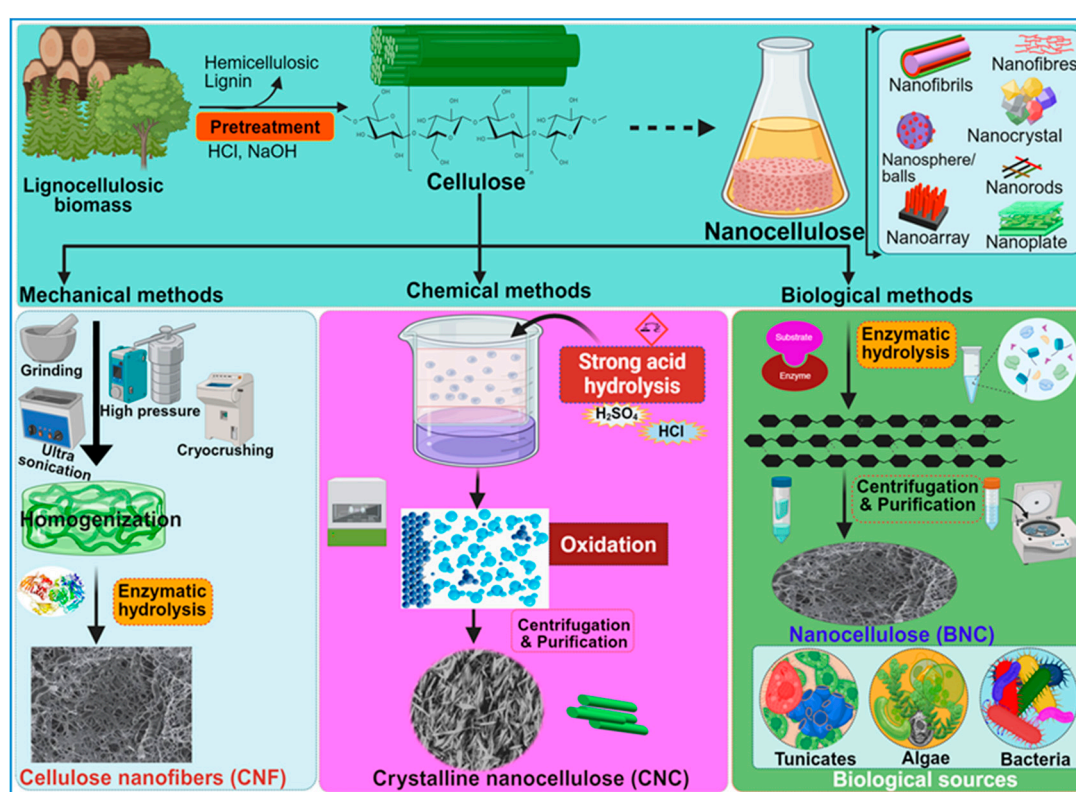 Hemicellulosic
Lignin
Pretreatment
HCl, NaOH
Lignocellulosic
biomass
CH₃OH
OH
HO
O
n
Cellulose
Nanocellulose
Nanofibrils
Nanofibres
Nanocrystal
Nanosphere/
balls
Nanorods
Nanoarray
Nanoplate
Mechanical methods
Chemical methods
Biological methods
Grinding
High pressure
Ultra
sonication
Cryocrushing
Homogenization
Enzymatic
hydrolysis
Cellulose nanofibers (CNF)
Strong acid
hydrolysis
H₂SO₄
HCl
Oxidation
Centrifugation
& Purification
Crystalline nanocellulose (CNC)
Substrate
Enzyme
Enzymatic
hydrolysis
Centrifugation
& Purification
Nanocellulose (BNC)
Tunicates
Algae
Bacteria
Biological sources